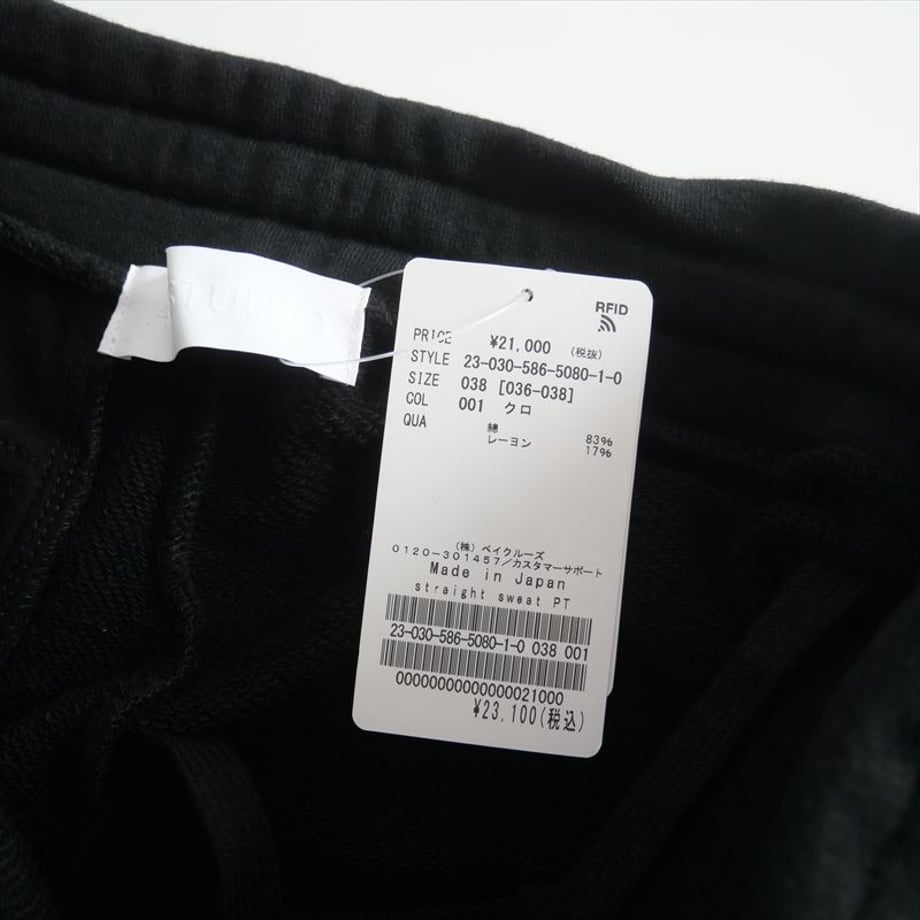 RFID
PRICE ¥21,000 (税抜)
STYLE 23-030-586-5080-1-0
SIZE 038 [036-038]
COL 001 クロ
QUA 綿 83%
レーヨン 17%
(株) ベイクルーズ
0120-301457/カスタマーサポート
Made in Japan
straight sweat PT
23-030-586-5080-1-0 038 001
00000000000000021000
¥23,100(税込)